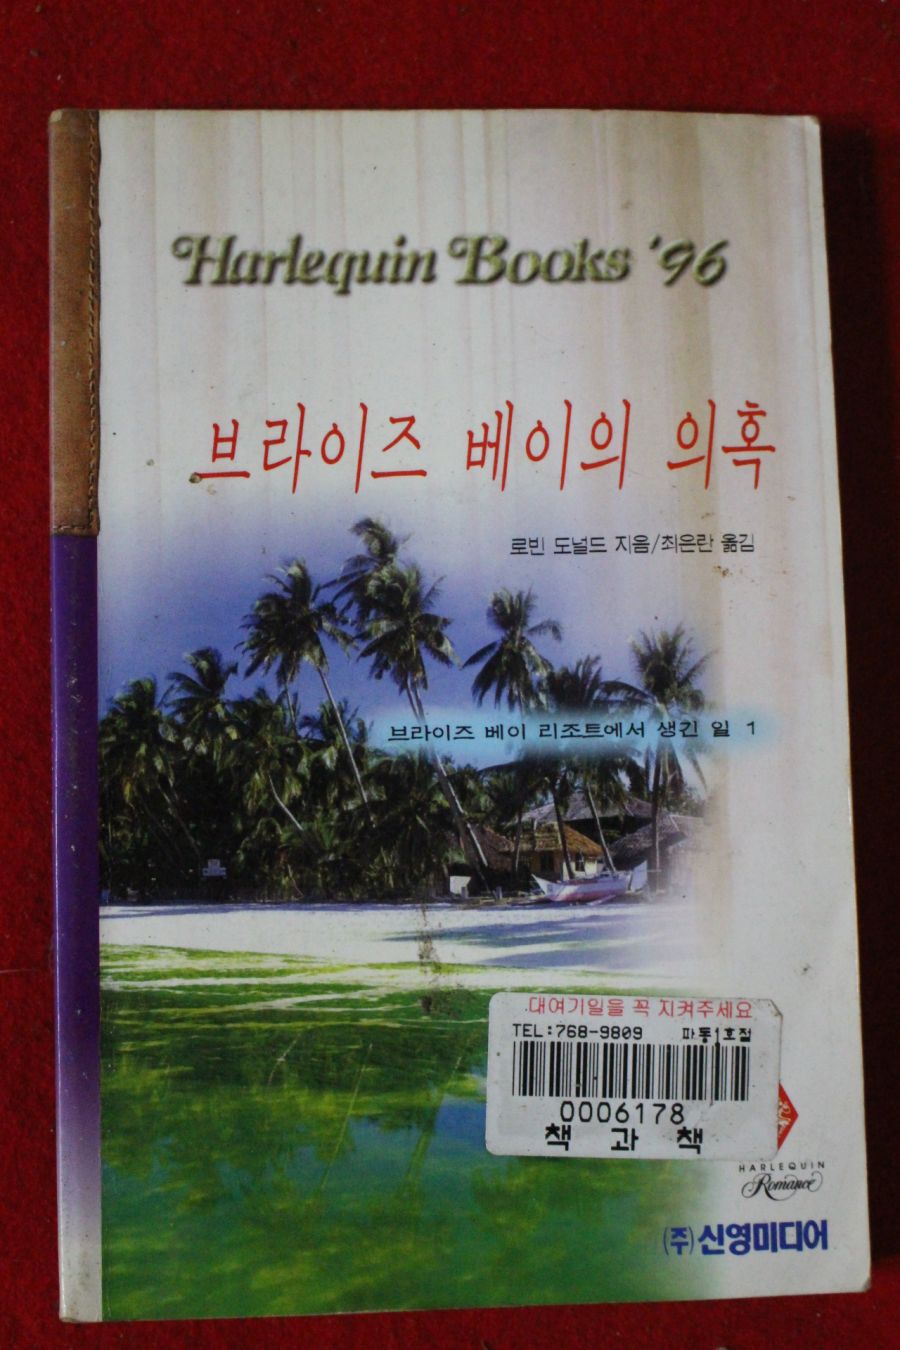 Harlequin Books '96
브라이즈 베이의 의혹
로빈 도널드 지음/최은란 옮김
브라이즈 베이 리조트에서 생긴 일 1
대여기일을 꼭 지켜주세요
TEL:768-9809 파동1호점
0006178
책 과 책
HARLEQUIN
Romance
(주)신영미디어